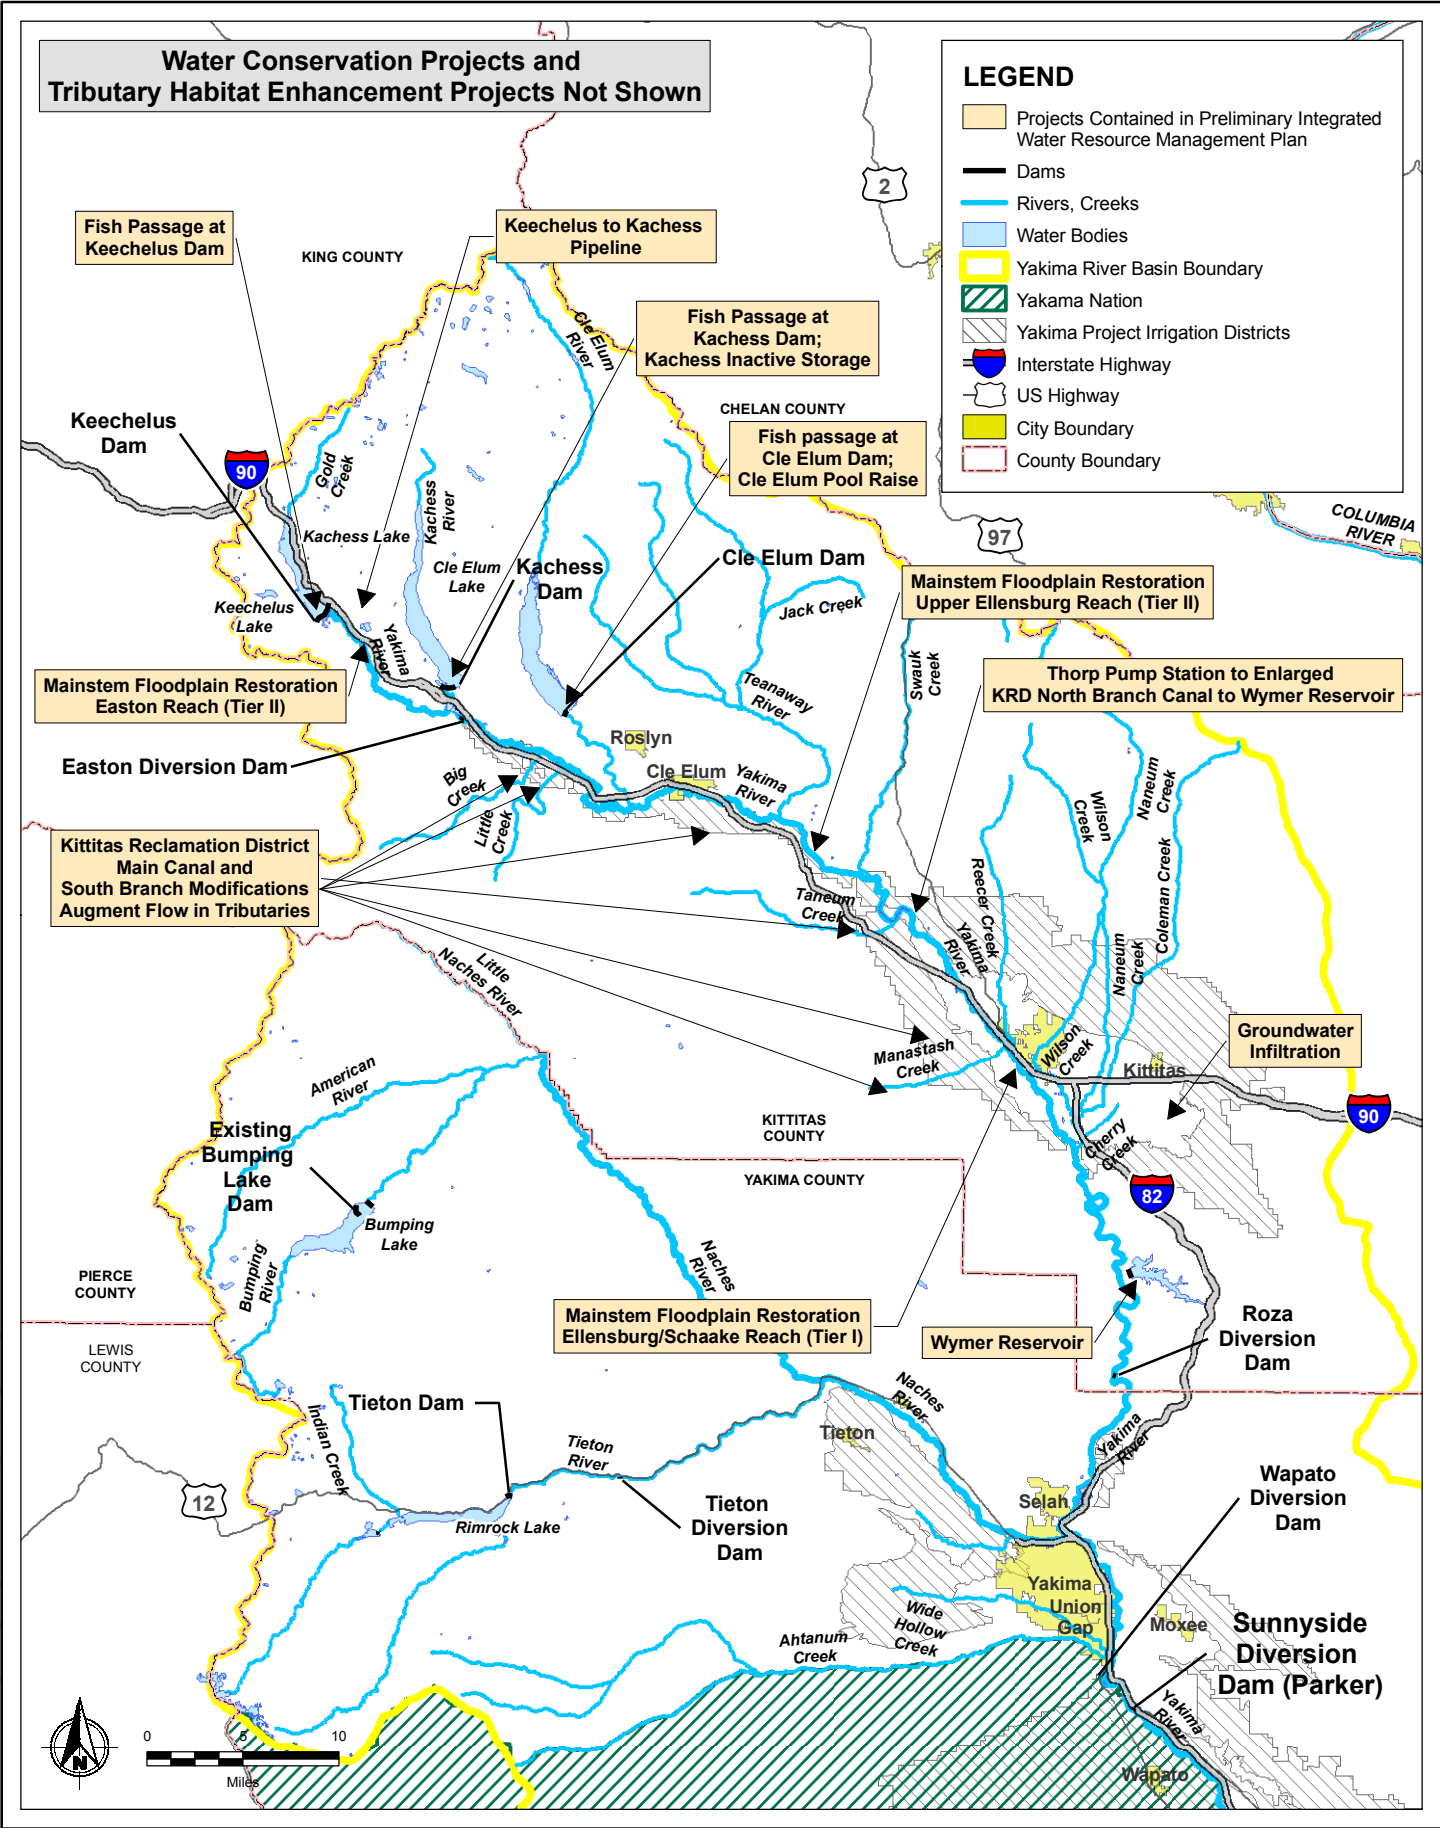 Water Conservation Projects and
Tributary Habitat Enhancement Projects Not Shown
LEGEND
Projects Contained in Preliminary Integrated
Water Resource Management Plan
Dams
Rivers, Creeks
Water Bodies
Yakima River Basin Boundary
Yakama Nation
Yakima Project Irrigation Districts
Interstate Highway
US Highway
City Boundary
County Boundary
2
Fish Passage at
Keechelus Dam
KING COUNTY
Keechelus to Kachess
Pipeline
Cle Elum
River
Fish Passage at
Kachess Dam;
Kachess Inactive Storage
CHELAN COUNTY
Keechelus
Dam
90
Gold
Creek
Kachess
River
Fish passage at
Cle Elum Dam;
Cle Elum Pool Raise
97
COLUMBIA
RIVER
Kachess Lake
Cle Elum
Lake
Kachess
Dam
Cle Elum Dam
Keechelus
Lake
Jack Creek
Mainstem Floodplain Restoration
Upper Ellensburg Reach (Tier II)
Yakima
River
Swauk
Creek
Mainstem Floodplain Restoration
Easton Reach (Tier II)
Teanaway
River
Thorp Pump Station to Enlarged
KRD North Branch Canal to Wymer Reservoir
Roslyn
Easton Diversion Dam
Big
Creek
Cle Elum
Yakima
River
Little
Creek
Wilson
Creek
Naneum
Creek
Kittitas Reclamation District
Main Canal and
South Branch Modifications
Augment Flow in Tributaries
Taneum
Creek
Reecer Creek
Yakima
River
Coleman Creek
Naneum
Creek
Little
Naches River
Manastash
Creek
Wilson
Creek
Groundwater
Infiltration
Kittitas
90
American
River
KITTITAS
COUNTY
YAKIMA COUNTY
Cherry
Creek
82
Existing
Bumping
Lake
Dam
Bumping
Lake
Bumping
River
Naches
River
PIERCE
COUNTY
LEWIS
COUNTY
Mainstem Floodplain Restoration
Ellensburg/Schaake Reach (Tier I)
Wymer Reservoir
Roza
Diversion
Dam
Tieton Dam
Indian Creek
Naches
River
Tieton
Tieton
River
Yakima
River
12
Rimrock Lake
Tieton
Diversion
Dam
Selah
Wapato
Diversion
Dam
Yakima
Union
Gap
Wide
Hollow
Creek
Ahtanum
Creek
Moxee
Sunnyside
Diversion
Dam (Parker)
Yakima
River
Wapato
N
0 5 10
Miles